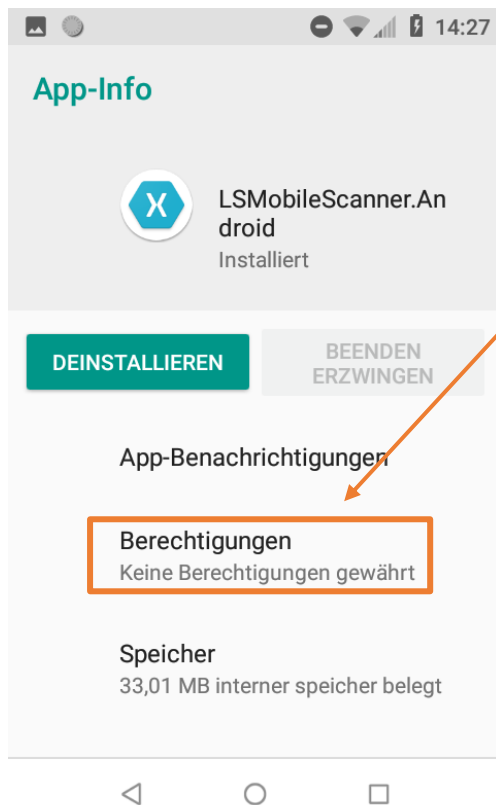 14:27
App-Info
LSMobileScanner.An
droid
Installiert
DEINSTALLIEREN
BEENDEN
ERZWINGEN
App-Benachrichtigungen
Berechtigungen
Keine Berechtigungen gewährt
Speicher
33,01 MB interner speicher belegt